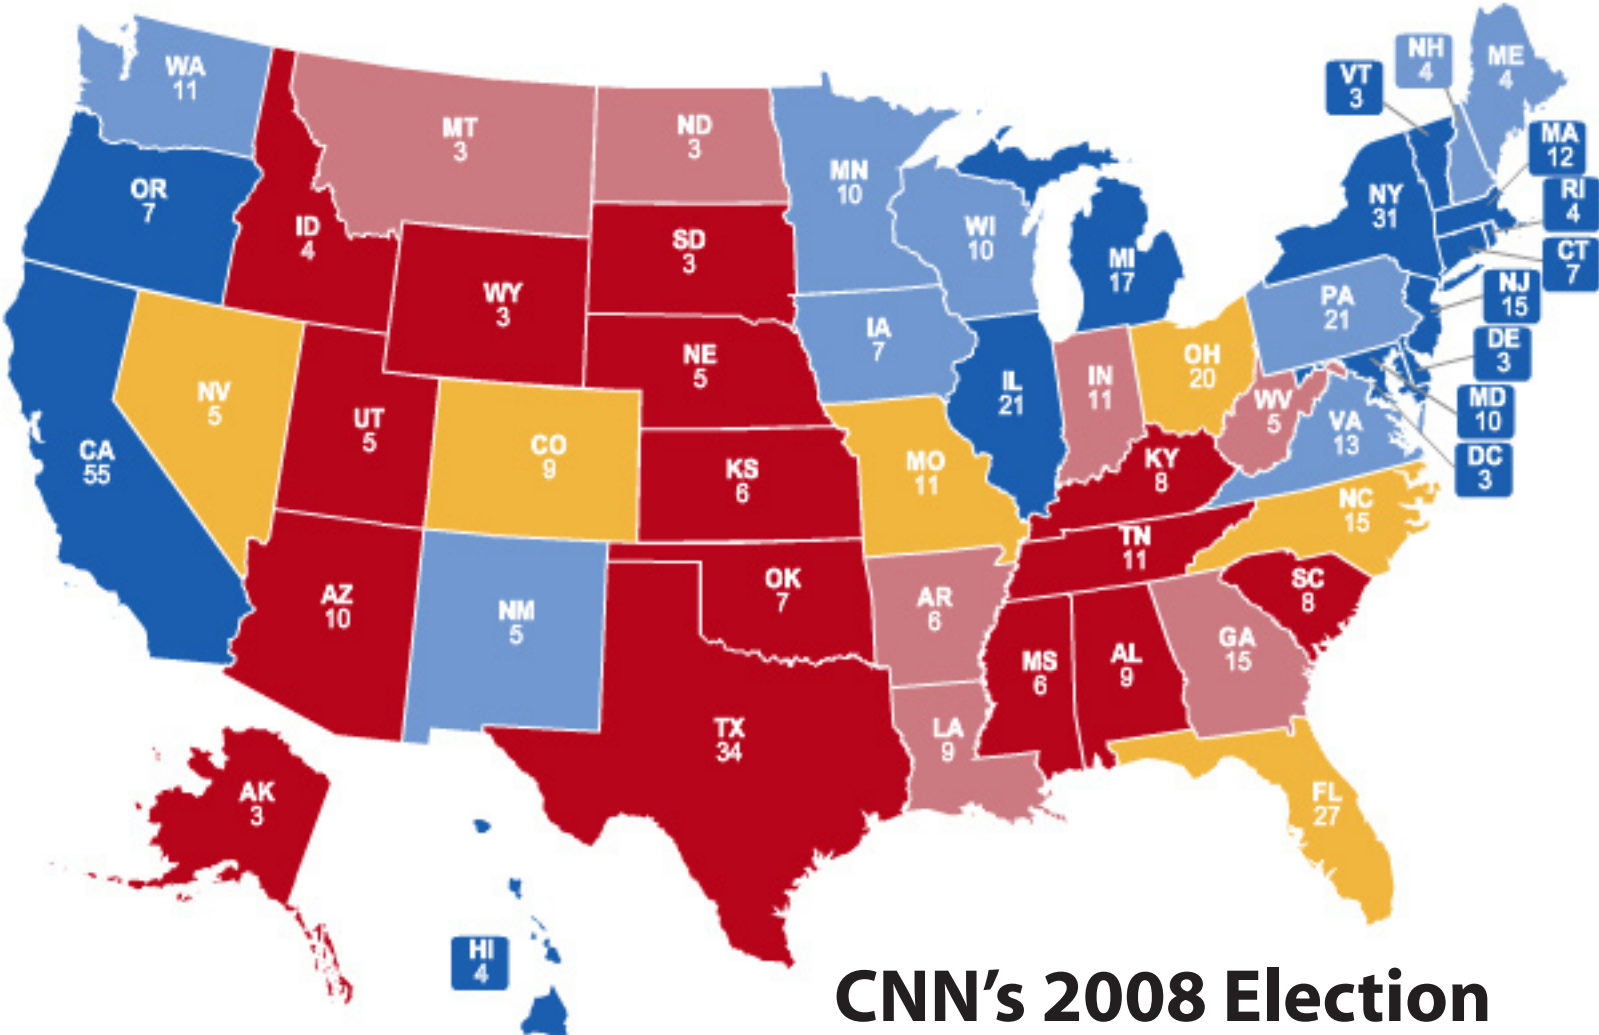 WA
11
OR
7
CA
55
NV
5
ID
4
MT
3
WY
3
UT
5
AZ
10
CO
9
NM
5
ND
3
SD
3
NE
5
KS
6
OK
7
TX
34
MN
10
IA
7
MO
11
AR
6
LA
9
WI
10
IL
21
MI
17
IN
11
OH
20
KY
8
TN
11
MS
6
AL
9
GA
15
FL
27
SC
8
NC
15
VA
13
WV
5
PA
21
NY
31
VT
3
NH
4
ME
4
MA
12
RI
4
CT
7
NJ
15
DE
3
MD
10
DC
3
AK
3
HI
4
CNN's 2008 Election